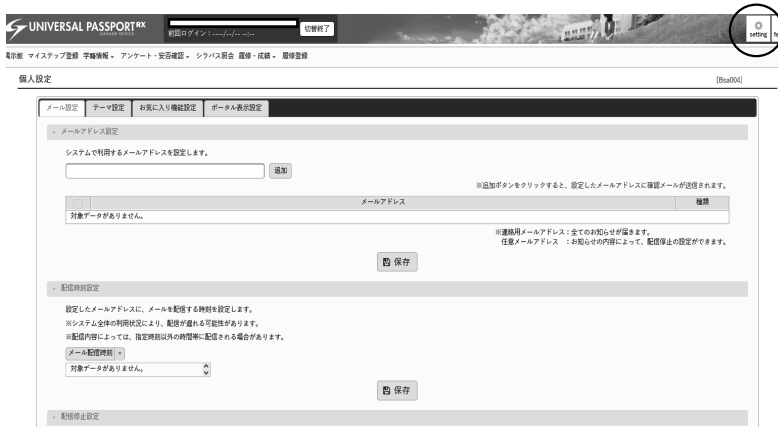 UNIVERSAL PASSPORT RX
GAKUEN SERIES
前回ログイン：----/--/-- --:--
切替終了
setting
掲示板 マイステップ登録 学籍情報 アンケート・安否確認 シラバス照会 履修・成績 履修登録
個人設定
[Bsa004]
メール設定 テーマ設定 お気に入り機能設定 ポータル表示設定
メールアドレス設定
システムで利用するメールアドレスを設定します。
追加
※追加ボタンをクリックすると、設定したメールアドレスに確認メールが送信されます。
メールアドレス 種類
対象データがありません。
※連絡用メールアドレス：全てのお知らせが届きます。
任意メールアドレス ：お知らせの内容によって、配信停止の設定ができます。
保存
配信時刻設定
設定したメールアドレスに、メールを配信する時刻を設定します。
※システム全体の利用状況により、配信が遅れる可能性があります。
※配信内容によっては、指定時刻以外の時間帯に配信される場合があります。
メール配信時刻
対象データがありません。
保存
配信停止設定